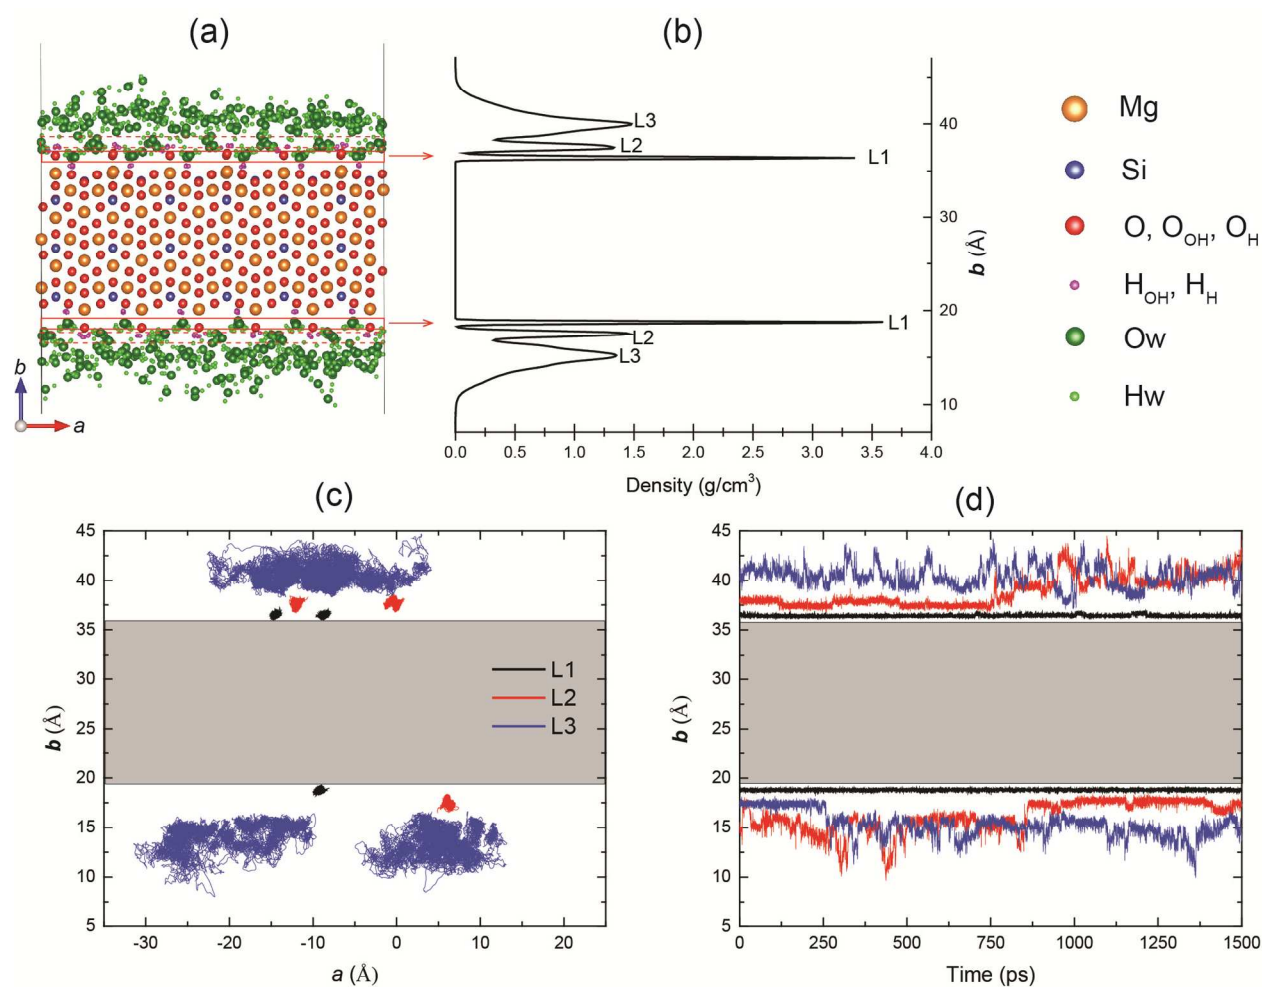 (a)
(b)
b
a
L3
L2
L1
L1
L2
L3
40
30
20
10
b (Å)
0.0 0.5 1.0 1.5 2.0 2.5 3.0 3.5 4.0
Density (g/cm³)
Mg
Si
O, O_OH, O_H
H_OH, H_H
Ow
Hw
(c)
45
40
35
30
25
20
15
10
5
b (Å)
L1
L2
L3
-30 -20 -10 0 10 20
a (Å)
(d)
45
40
35
30
25
20
15
10
5
b (Å)
0 250 500 750 1000 1250 1500
Time (ps)